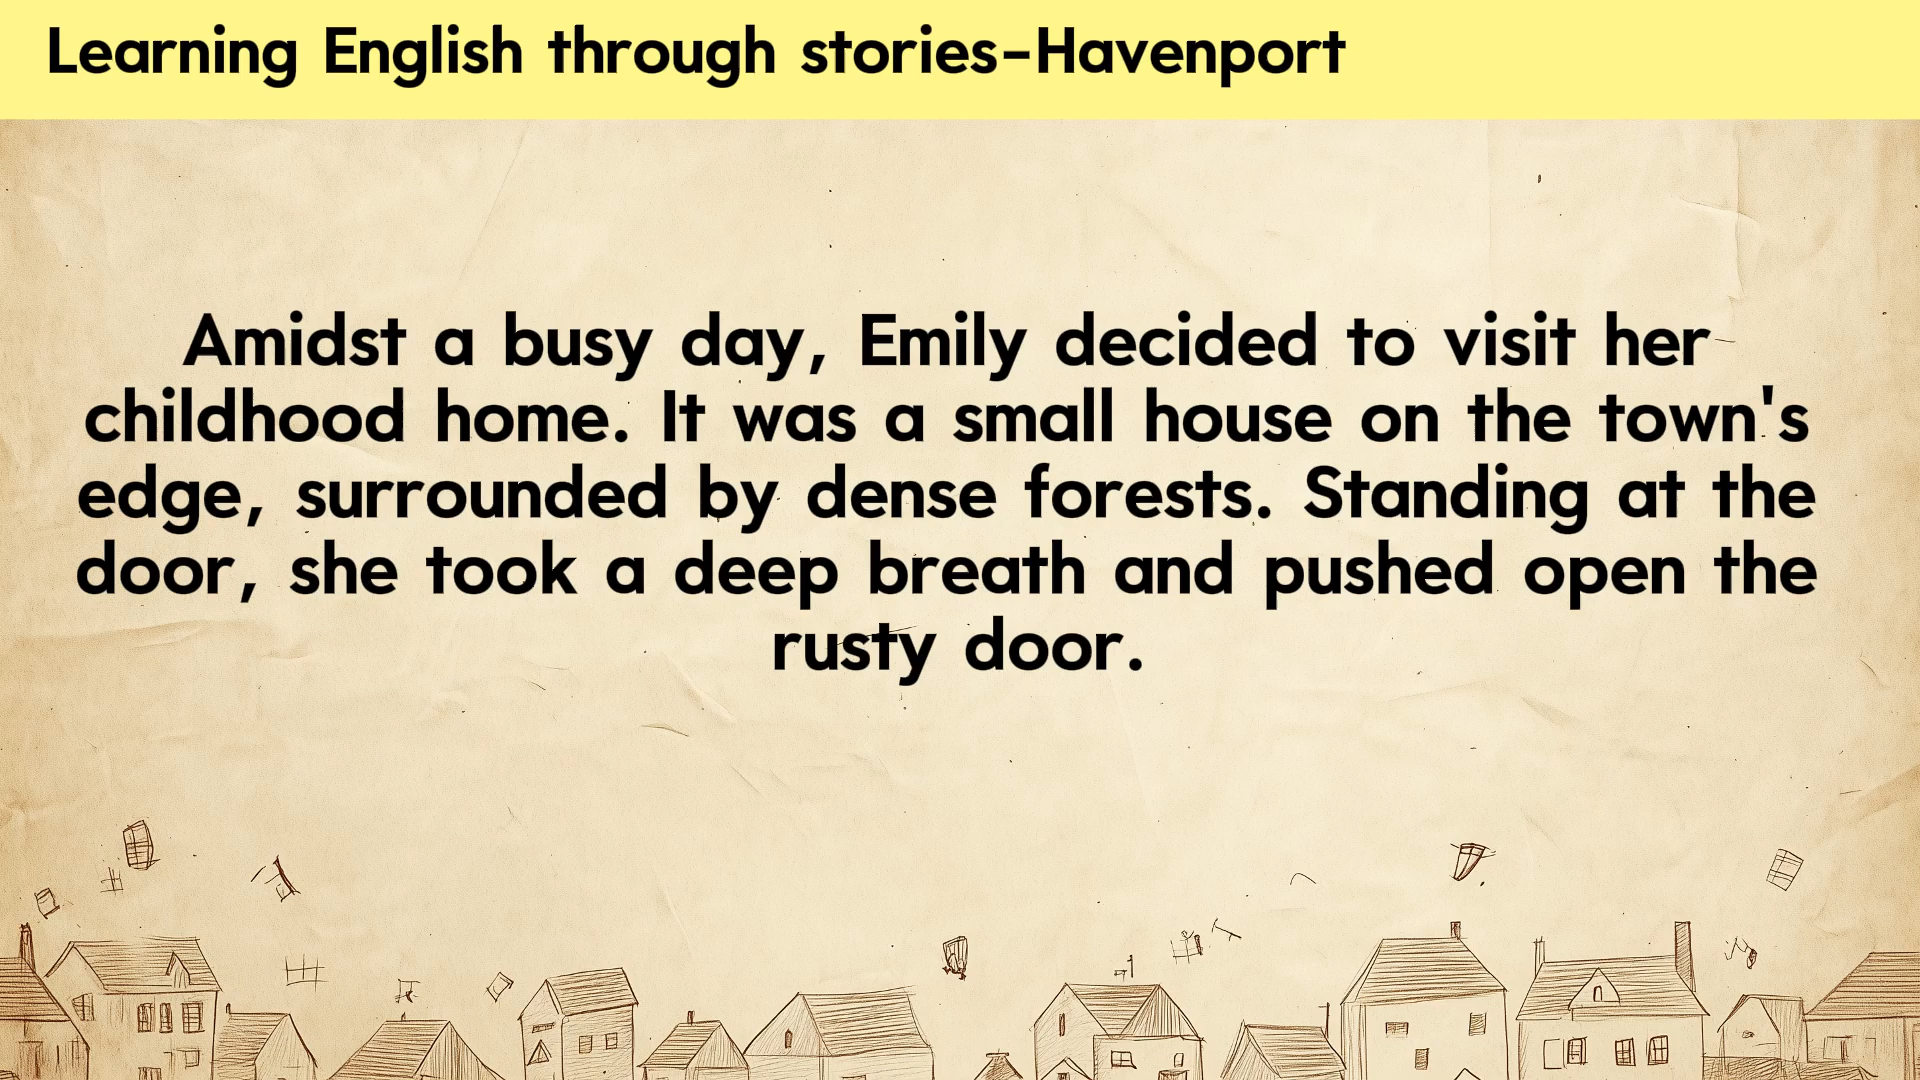 Learning English through stories-Havenport
Amidst a busy day, Emily decided to visit her
childhood home. It was a small house on the town's
edge, surrounded by dense forests. Standing at the
door, she took a deep breath and pushed open the
rusty door.